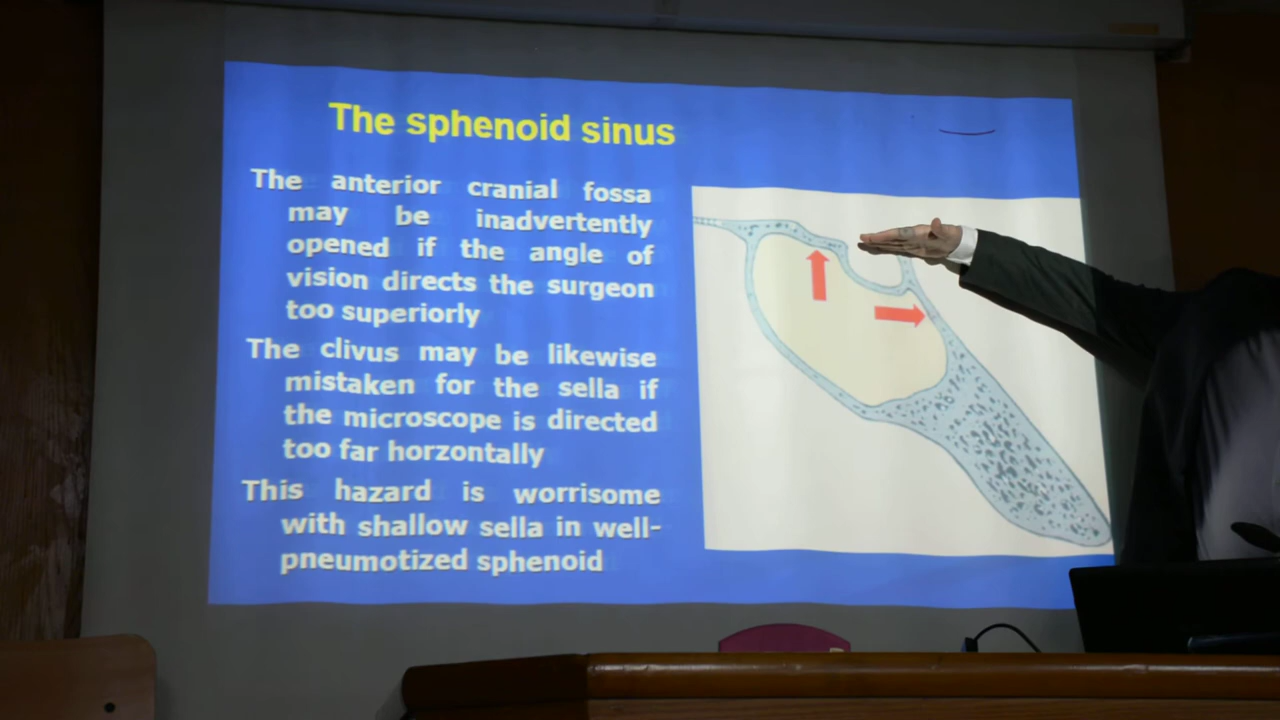 The sphenoid sinus
The anterior cranial fossa
may be inadvertently
opened if the angle of
vision directs the surgeon
too superiorly
The clivus may be likewise
mistaken for the sella if
the microscope is directed
too far horzontally
This hazard is worrisome
with shallow sella in well-
pneumotized sphenoid